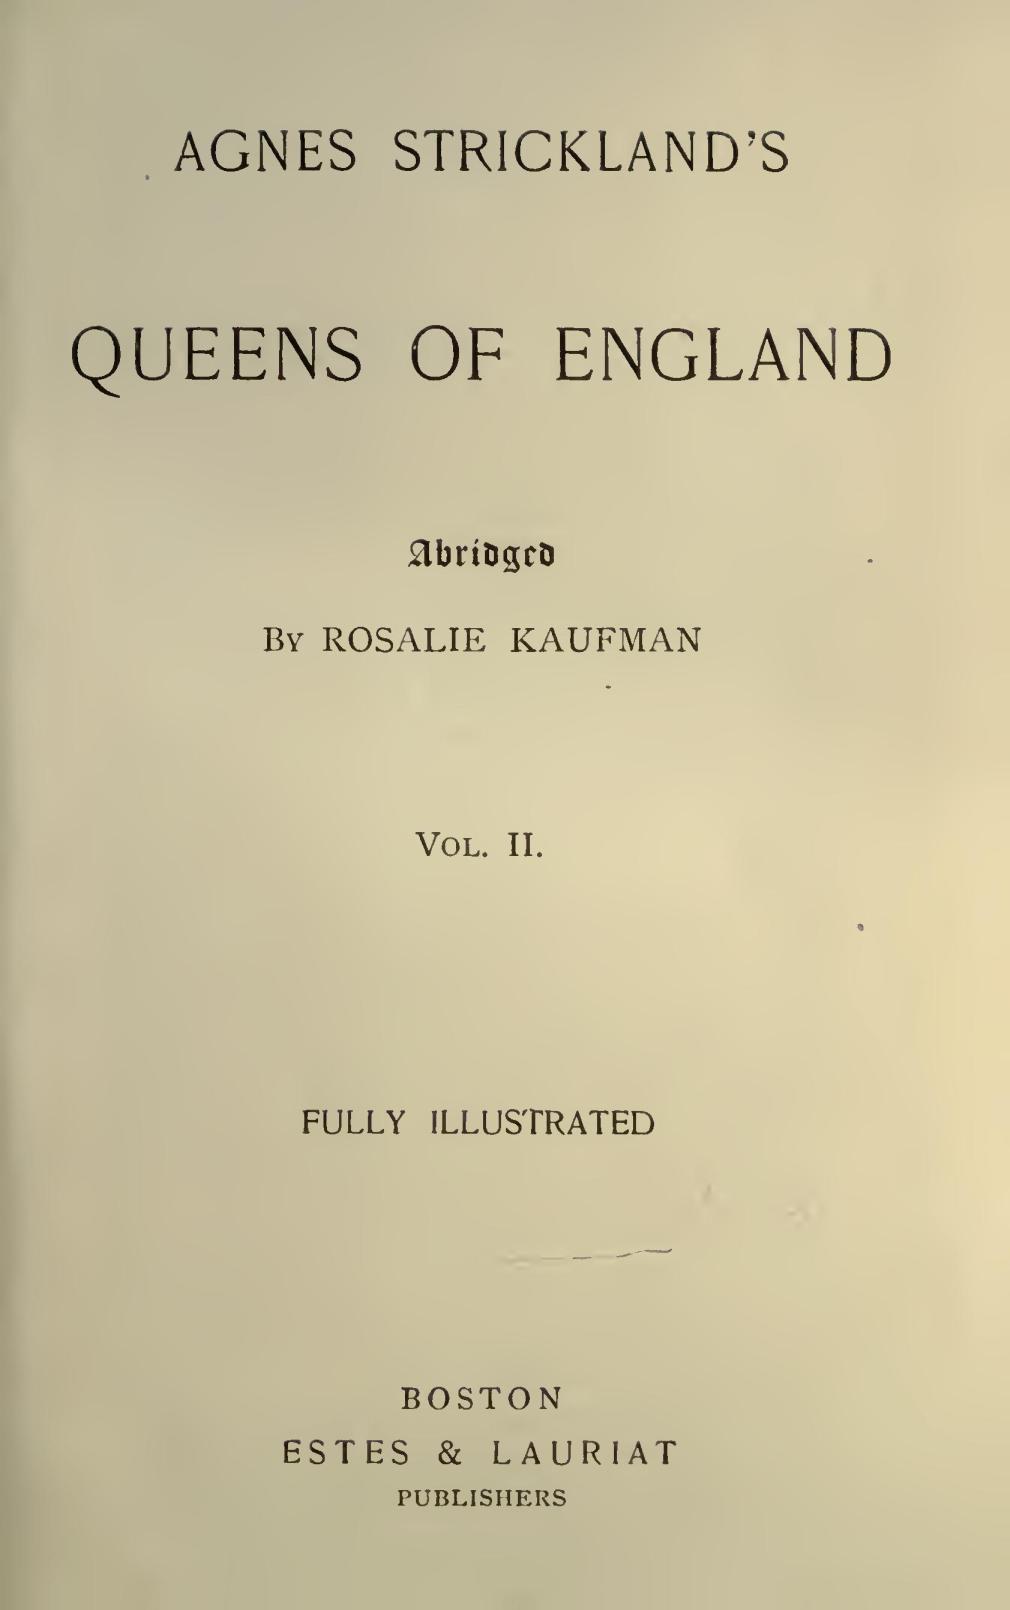 AGNES STRICKLAND'S
QUEENS OF ENGLAND
Abridged
By ROSALIE KAUFMAN
Vol. II.
FULLY ILLUSTRATED
BOSTON
ESTES & LAURIAT
PUBLISHERS